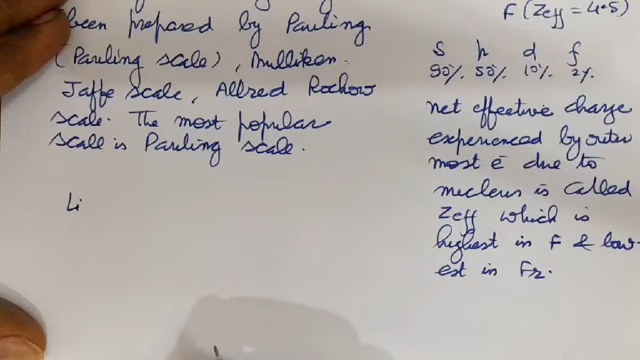 been prepared by Pauling
(Pauling scale), Mulliken
Jaffe scale, Allred Rochow
scale. The most popular
scale is Pauling scale.
Li
F (Zeff = 4.5)
s p d f
90% 50% 10% 2%
net effective charge
experienced by outer
most e̅ due to
nucleus is called
Zeff which is
highest in F & low-
est in Fr.